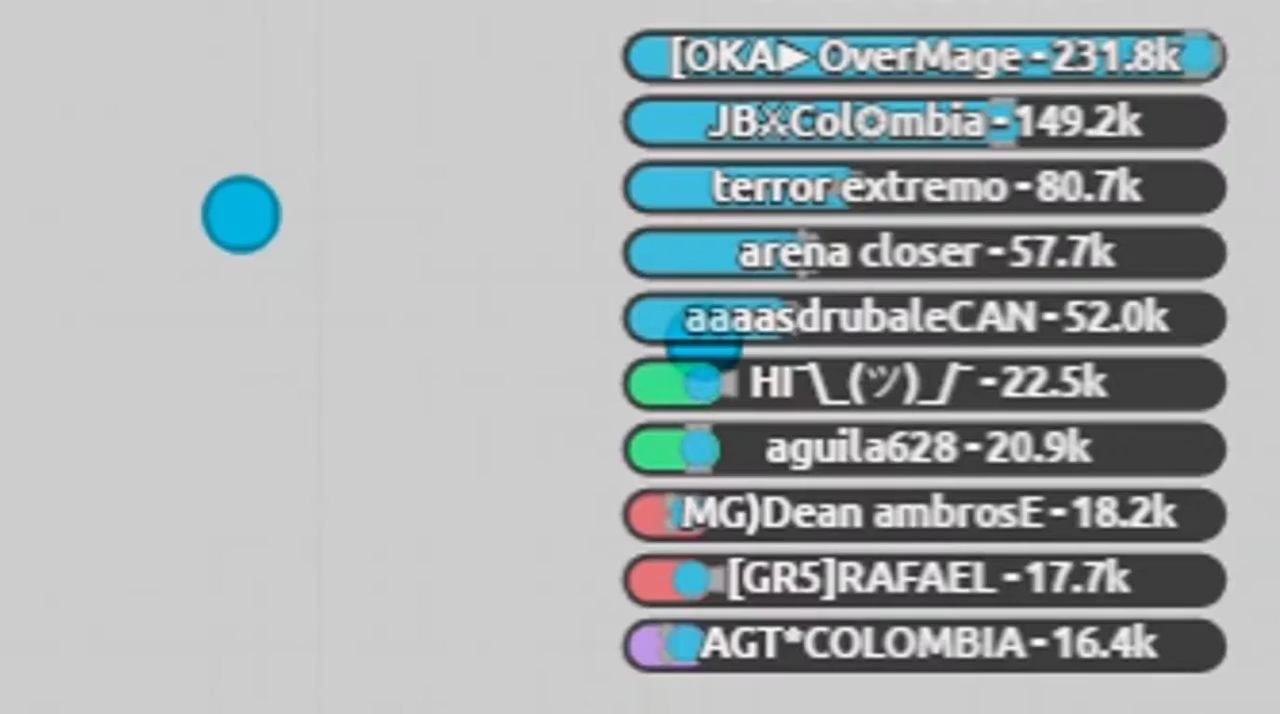 [OKA▶ OverMage - 231.8k
JB※ColOmbia - 149.2k
terror extremo - 80.7k
arena closer - 57.7k
aaaasdrubaleCAN - 52.0k
HI¯\_(ツ)_/¯ - 22.5k
aguila628 - 20.9k
MG)Dean ambrosE - 18.2k
[GR5]RAFAEL - 17.7k
AGT*COLOMBIA - 16.4k